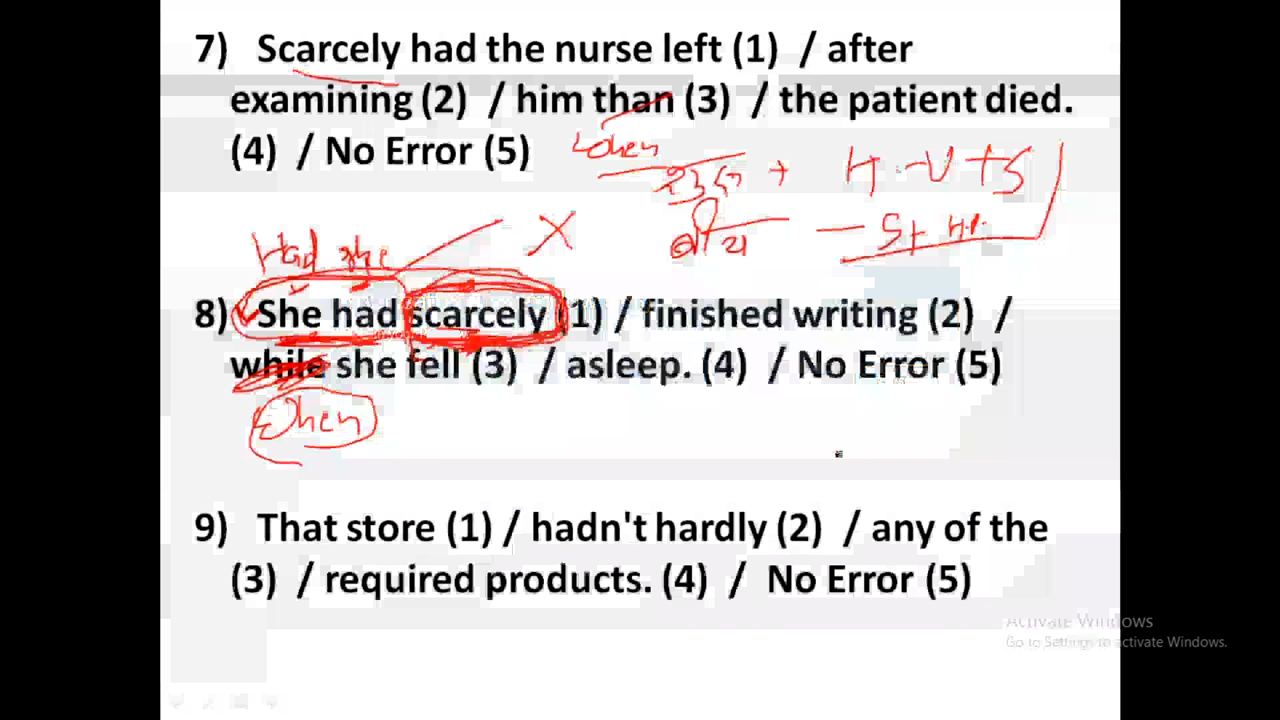 7) Scarcely had the nurse left (1) / after
examining (2) / him than (3) / the patient died.
(4) / No Error (5)
when
+ H.V + S
Had she X
8) She had scarcely (1) / finished writing (2) /
while she fell (3) / asleep. (4) / No Error (5)
when
9) That store (1) / hadn't hardly (2) / any of the
(3) / required products. (4) / No Error (5)
Activate Windows
Go to Settings to activate Windows.